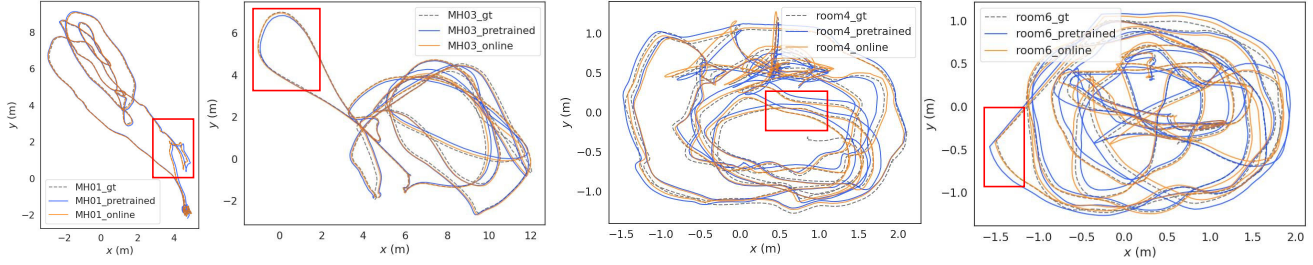 8
6
4
2
0
−2
y (m)
−2 0 2 4
x (m)
MH01_gt
MH01_pretrained
MH01_online
6
4
2
0
−2
y (m)
0 2 4 6 8 10 12
x (m)
MH03_gt
MH03_pretrained
MH03_online
1.0
0.5
0.0
−0.5
−1.0
y (m)
−1.5 −1.0 −0.5 0.0 0.5 1.0 1.5 2.0
x (m)
room4_gt
room4_pretrained
room4_online
1.0
0.5
0.0
−0.5
−1.0
y (m)
−1.5 −1.0 −0.5 0.0 0.5 1.0 1.5 2.0
x (m)
room6_gt
room6_pretrained
room6_online